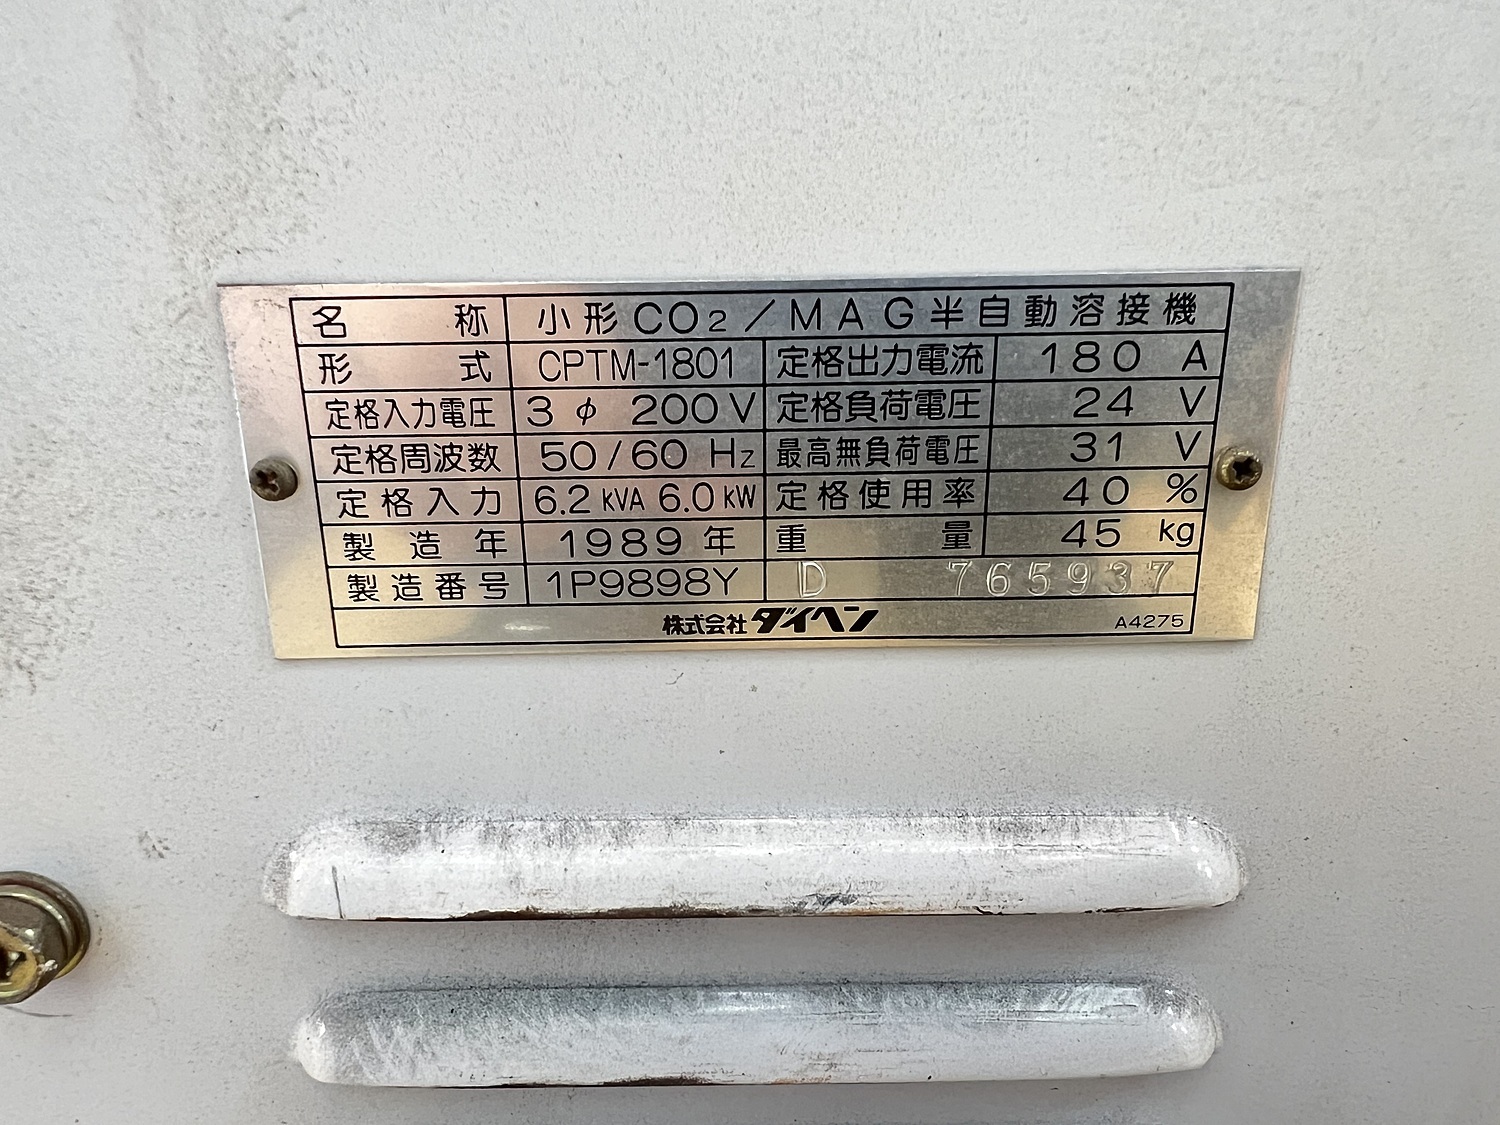 名称 小形CO₂/MAG半自動溶接機
形式 CPTM-1801 定格出力電流 180 A
定格入力電圧 3φ 200V 定格負荷電圧 24 V
定格周波数 50/60 Hz 最高無負荷電圧 31 V
定格入力 6.2kVA 6.0kW 定格使用率 40 %
製造年 1989年 重量 45 kg
製造番号 1P9898Y D 765937
株式会社ダイヘン A4275